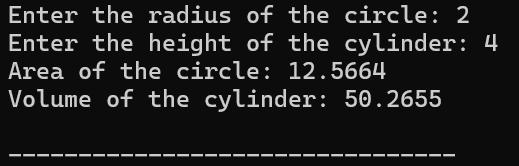 Enter the radius of the circle: 2
Enter the height of the cylinder: 4
Area of the circle: 12.5664
Volume of the cylinder: 50.2655
--------------------------------